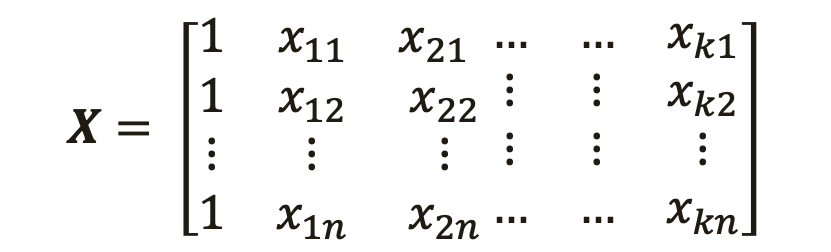 1 x₁₁ x₂₁ ⋯ ⋯ xₖ₁
1 x₁₂ x₂₂ ⋮ ⋮ xₖ₂
X =
⋮ ⋮ ⋮ ⋮ ⋮ ⋮
1 x₁ₙ x₂ₙ ⋯ ⋯ xₖₙ